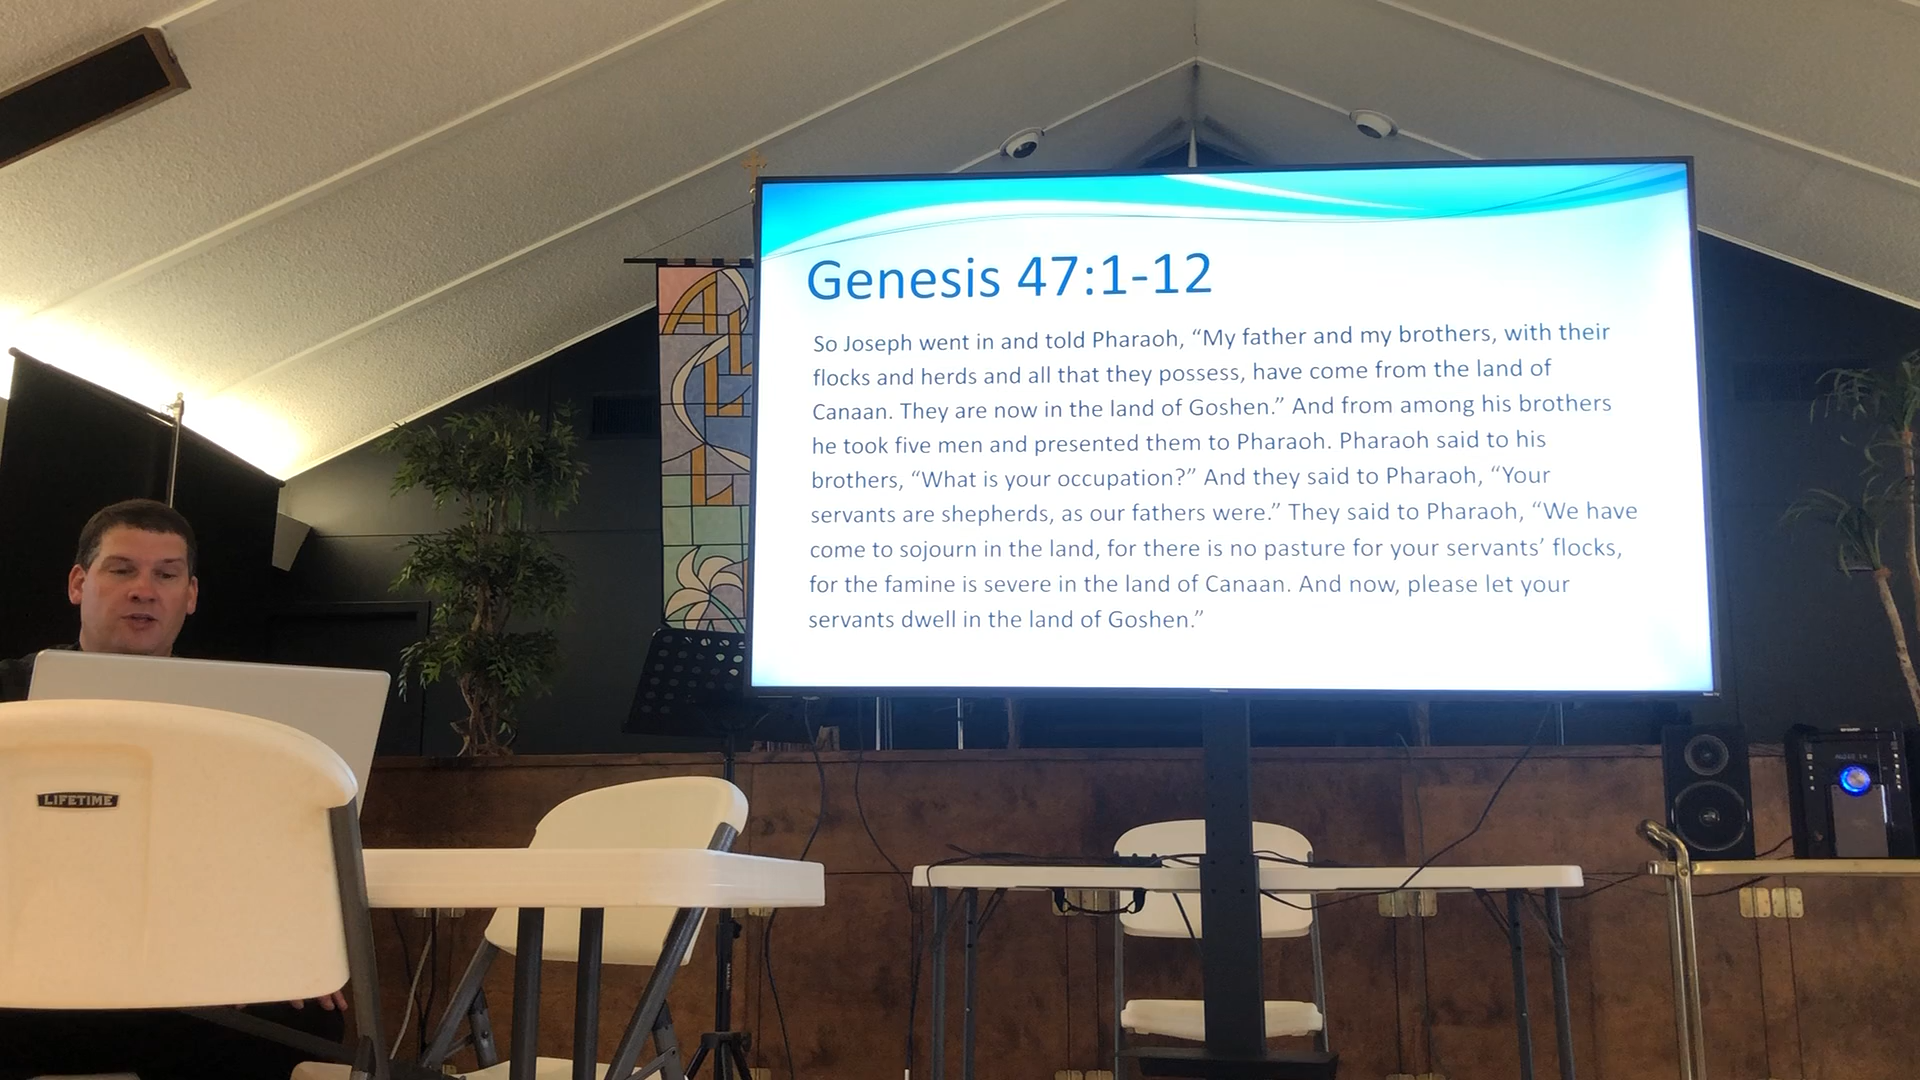 Genesis 47:1-12
So Joseph went in and told Pharaoh, “My father and my brothers, with their
flocks and herds and all that they possess, have come from the land of
Canaan. They are now in the land of Goshen.” And from among his brothers
he took five men and presented them to Pharaoh. Pharaoh said to his
brothers, “What is your occupation?” And they said to Pharaoh, “Your
servants are shepherds, as our fathers were.” They said to Pharaoh, “We have
come to sojourn in the land, for there is no pasture for your servants’ flocks,
for the famine is severe in the land of Canaan. And now, please let your
servants dwell in the land of Goshen.”
LIFETIME